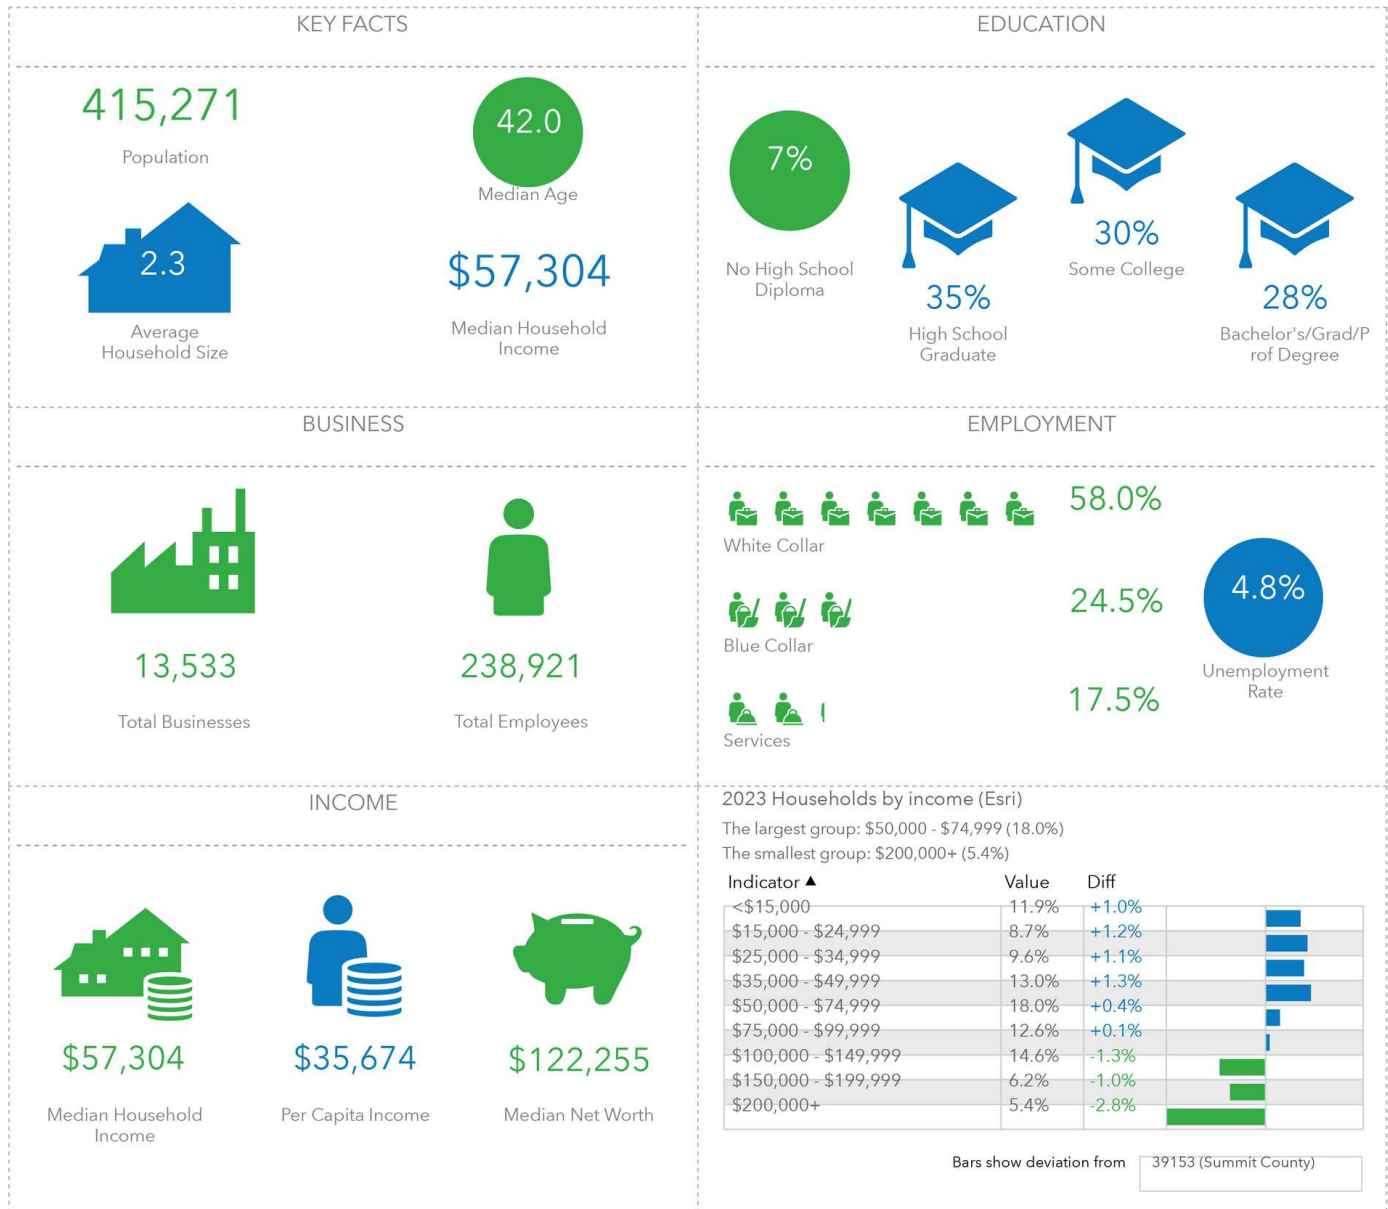 KEY FACTS
415,271
Population
42.0
Median Age
2.3
Average
Household Size
$57,304
Median Household
Income
EDUCATION
7%
No High School
Diploma
35%
High School
Graduate
30%
Some College
28%
Bachelor's/Grad/P
rof Degree
BUSINESS
13,533
Total Businesses
238,921
Total Employees
EMPLOYMENT
58.0%
White Collar
24.5%
Blue Collar
17.5%
Services
4.8%
Unemployment
Rate
INCOME
$57,304
Median Household
Income
$35,674
Per Capita Income
$122,255
Median Net Worth
2023 Households by income (Esri)
The largest group: $50,000 - $74,999 (18.0%)
The smallest group: $200,000+ (5.4%)
Indicator ▲ Value Diff
<$15,000 11.9% +1.0%
$15,000 - $24,999 8.7% +1.2%
$25,000 - $34,999 9.6% +1.1%
$35,000 - $49,999 13.0% +1.3%
$50,000 - $74,999 18.0% +0.4%
$75,000 - $99,999 12.6% +0.1%
$100,000 - $149,999 14.6% -1.3%
$150,000 - $199,999 6.2% -1.0%
$200,000+ 5.4% -2.8%
Bars show deviation from 39153 (Summit County)